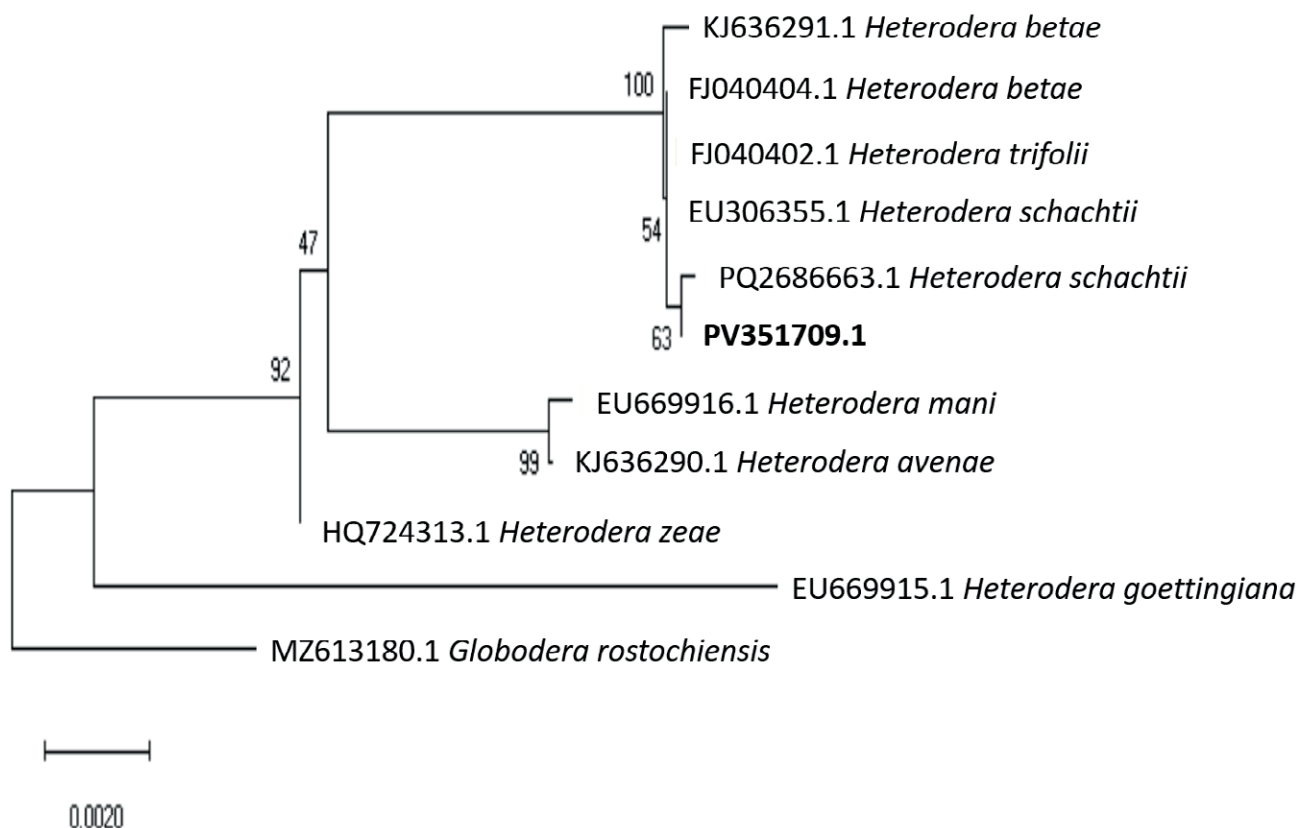 KJ636291.1 Heterodera betae
100
FJ040404.1 Heterodera betae
FJ040402.1 Heterodera trifolii
EU306355.1 Heterodera schachtii
54
47
PQ2686663.1 Heterodera schachtii
63
PV351709.1
92
EU669916.1 Heterodera mani
99
KJ636290.1 Heterodera avenae
HQ724313.1 Heterodera zeae
EU669915.1 Heterodera goettingiana
MZ613180.1 Globodera rostochiensis
0.0020